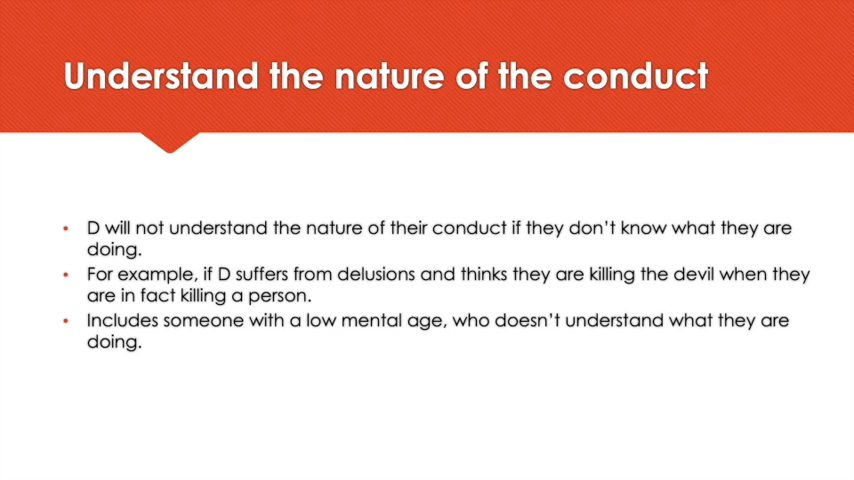 Understand the nature of the conduct
• D will not understand the nature of their conduct if they don't know what they are
doing.
• For example, if D suffers from delusions and thinks they are killing the devil when they
are in fact killing a person.
• Includes someone with a low mental age, who doesn't understand what they are
doing.